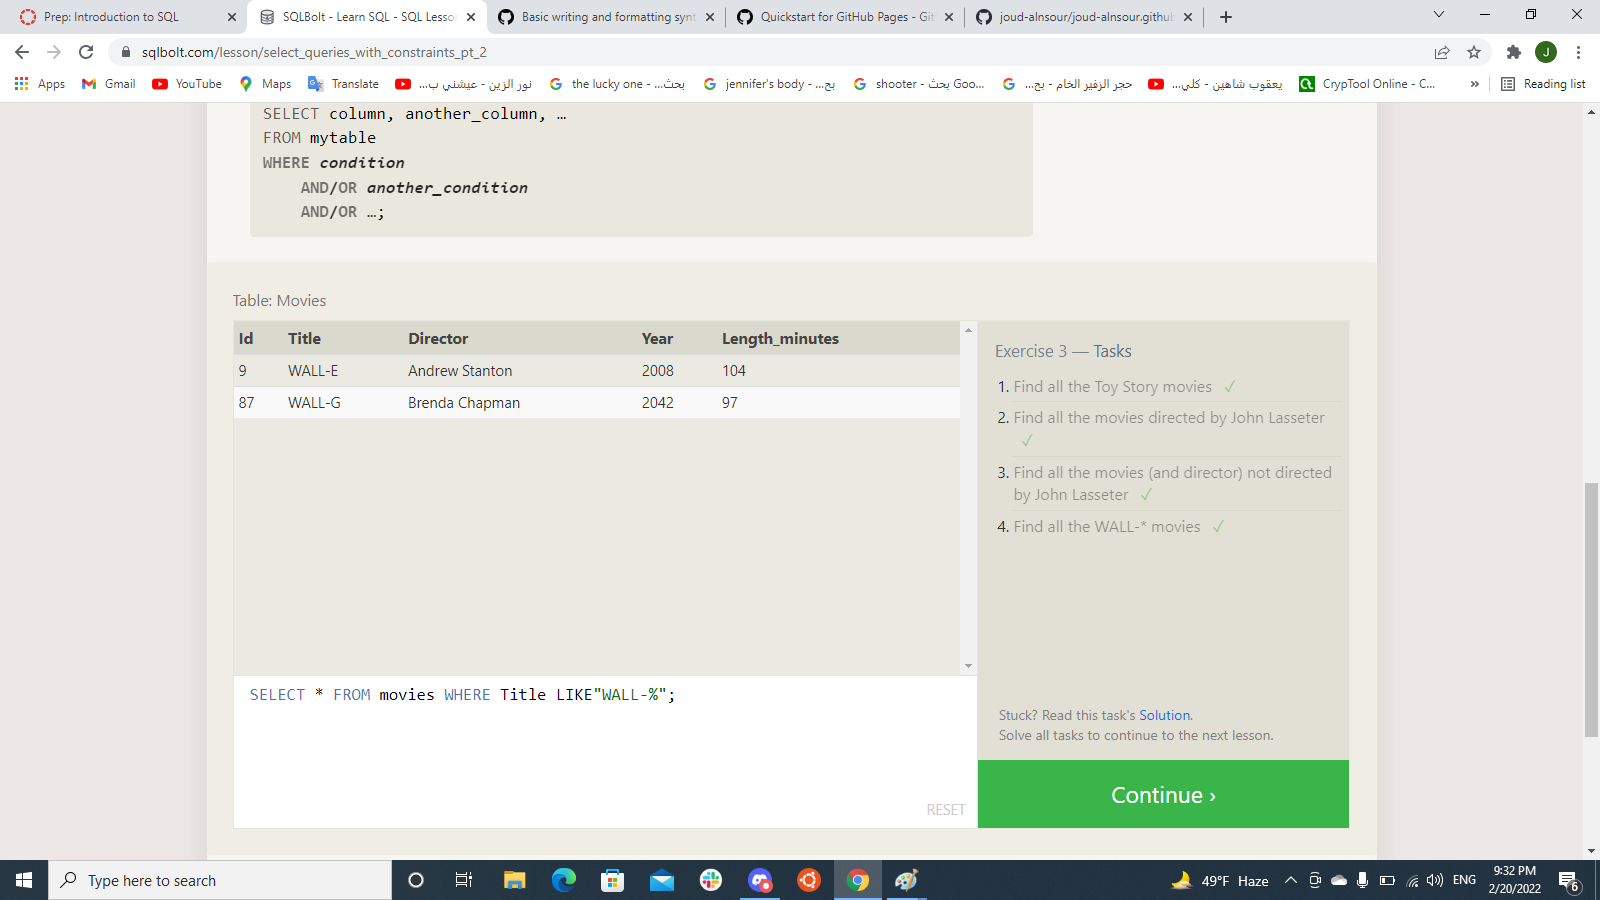 Prep: Introduction to SQL
SQLBolt - Learn SQL - SQL Lesso
Basic writing and formatting synt
Quickstart for GitHub Pages - Git
joud-alnsour/joud-alnsour.githu
sqlbolt.com/lesson/select_queries_with_constraints_pt_2
J
Apps
Gmail
YouTube
Maps
Translate
نور الزين - عيشني ب...
the lucky one - بحث...
jennifer's body - بح...
shooter - بحث Goo...
حجر الزفير الخام - بح...
يعقوب شاهين - كلي...
CrypTool Online - C...
»
Reading list
SELECT column, another_column, …
FROM mytable
WHERE condition
AND/OR another_condition
AND/OR …;
Table: Movies
Id Title Director Year Length_minutes
9 WALL-E Andrew Stanton 2008 104
87 WALL-G Brenda Chapman 2042 97
SELECT * FROM movies WHERE Title LIKE"WALL-%";
RESET
Exercise 3 — Tasks
1. Find all the Toy Story movies ✓
2. Find all the movies directed by John Lasseter
✓
3. Find all the movies (and director) not directed
by John Lasseter ✓
4. Find all the WALL-* movies ✓
Stuck? Read this task's Solution.
Solve all tasks to continue to the next lesson.
Continue ›
Type here to search
49°F Haze
ENG
9:32 PM
2/20/2022
6